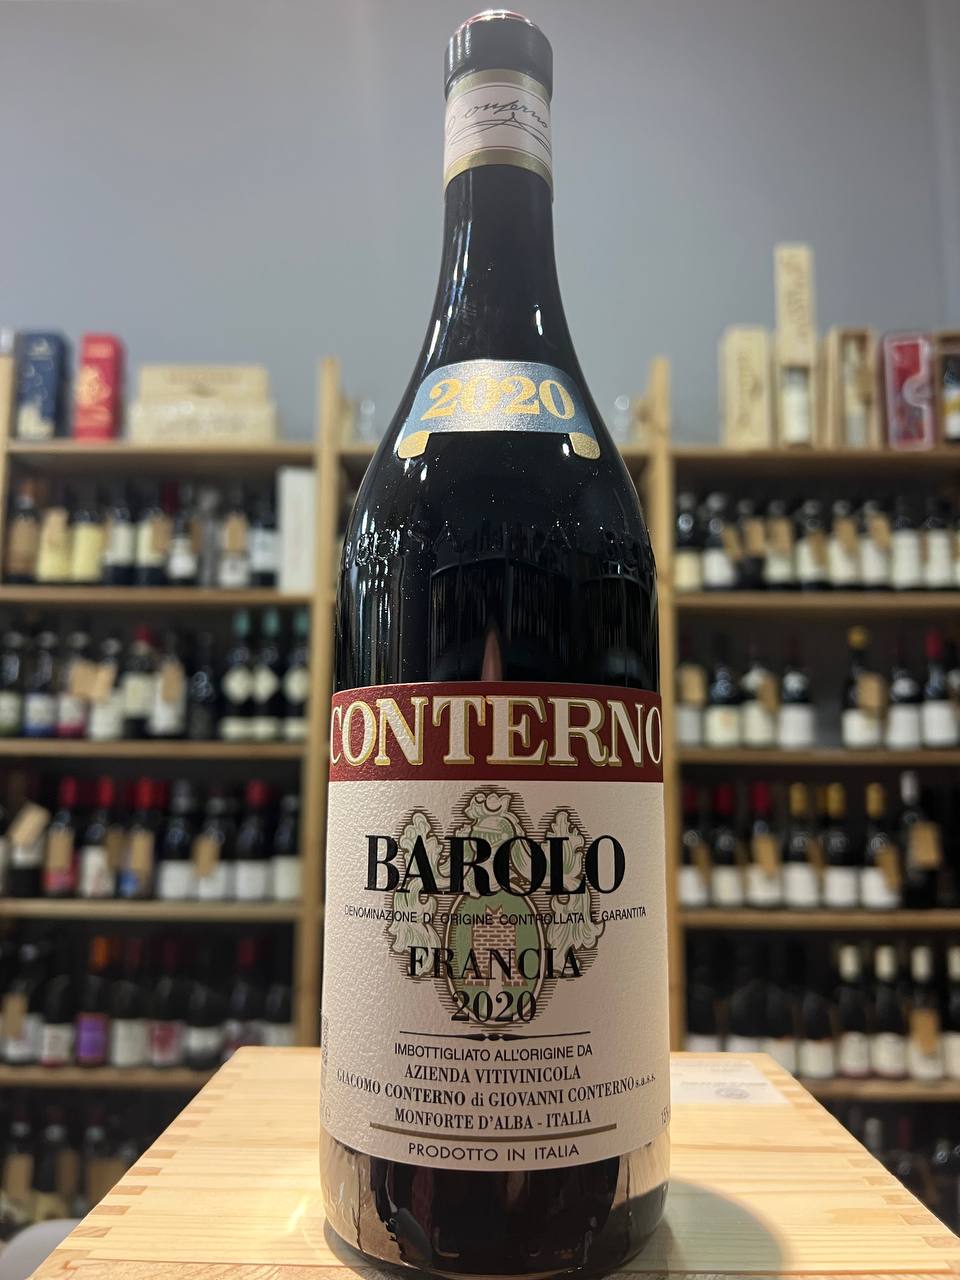 Conterno
2020
CONTERNO
BAROLO
DENOMINAZIONE DI ORIGINE CONTROLLATA E GARANTITA
FRANCIA
2020
IMBOTTIGLIATO ALL'ORIGINE DA
AZIENDA VITIVINICOLA
GIACOMO CONTERNO di GIOVANNI CONTERNO s.a.s.s.
MONFORTE D'ALBA - ITALIA
PRODOTTO IN ITALIA